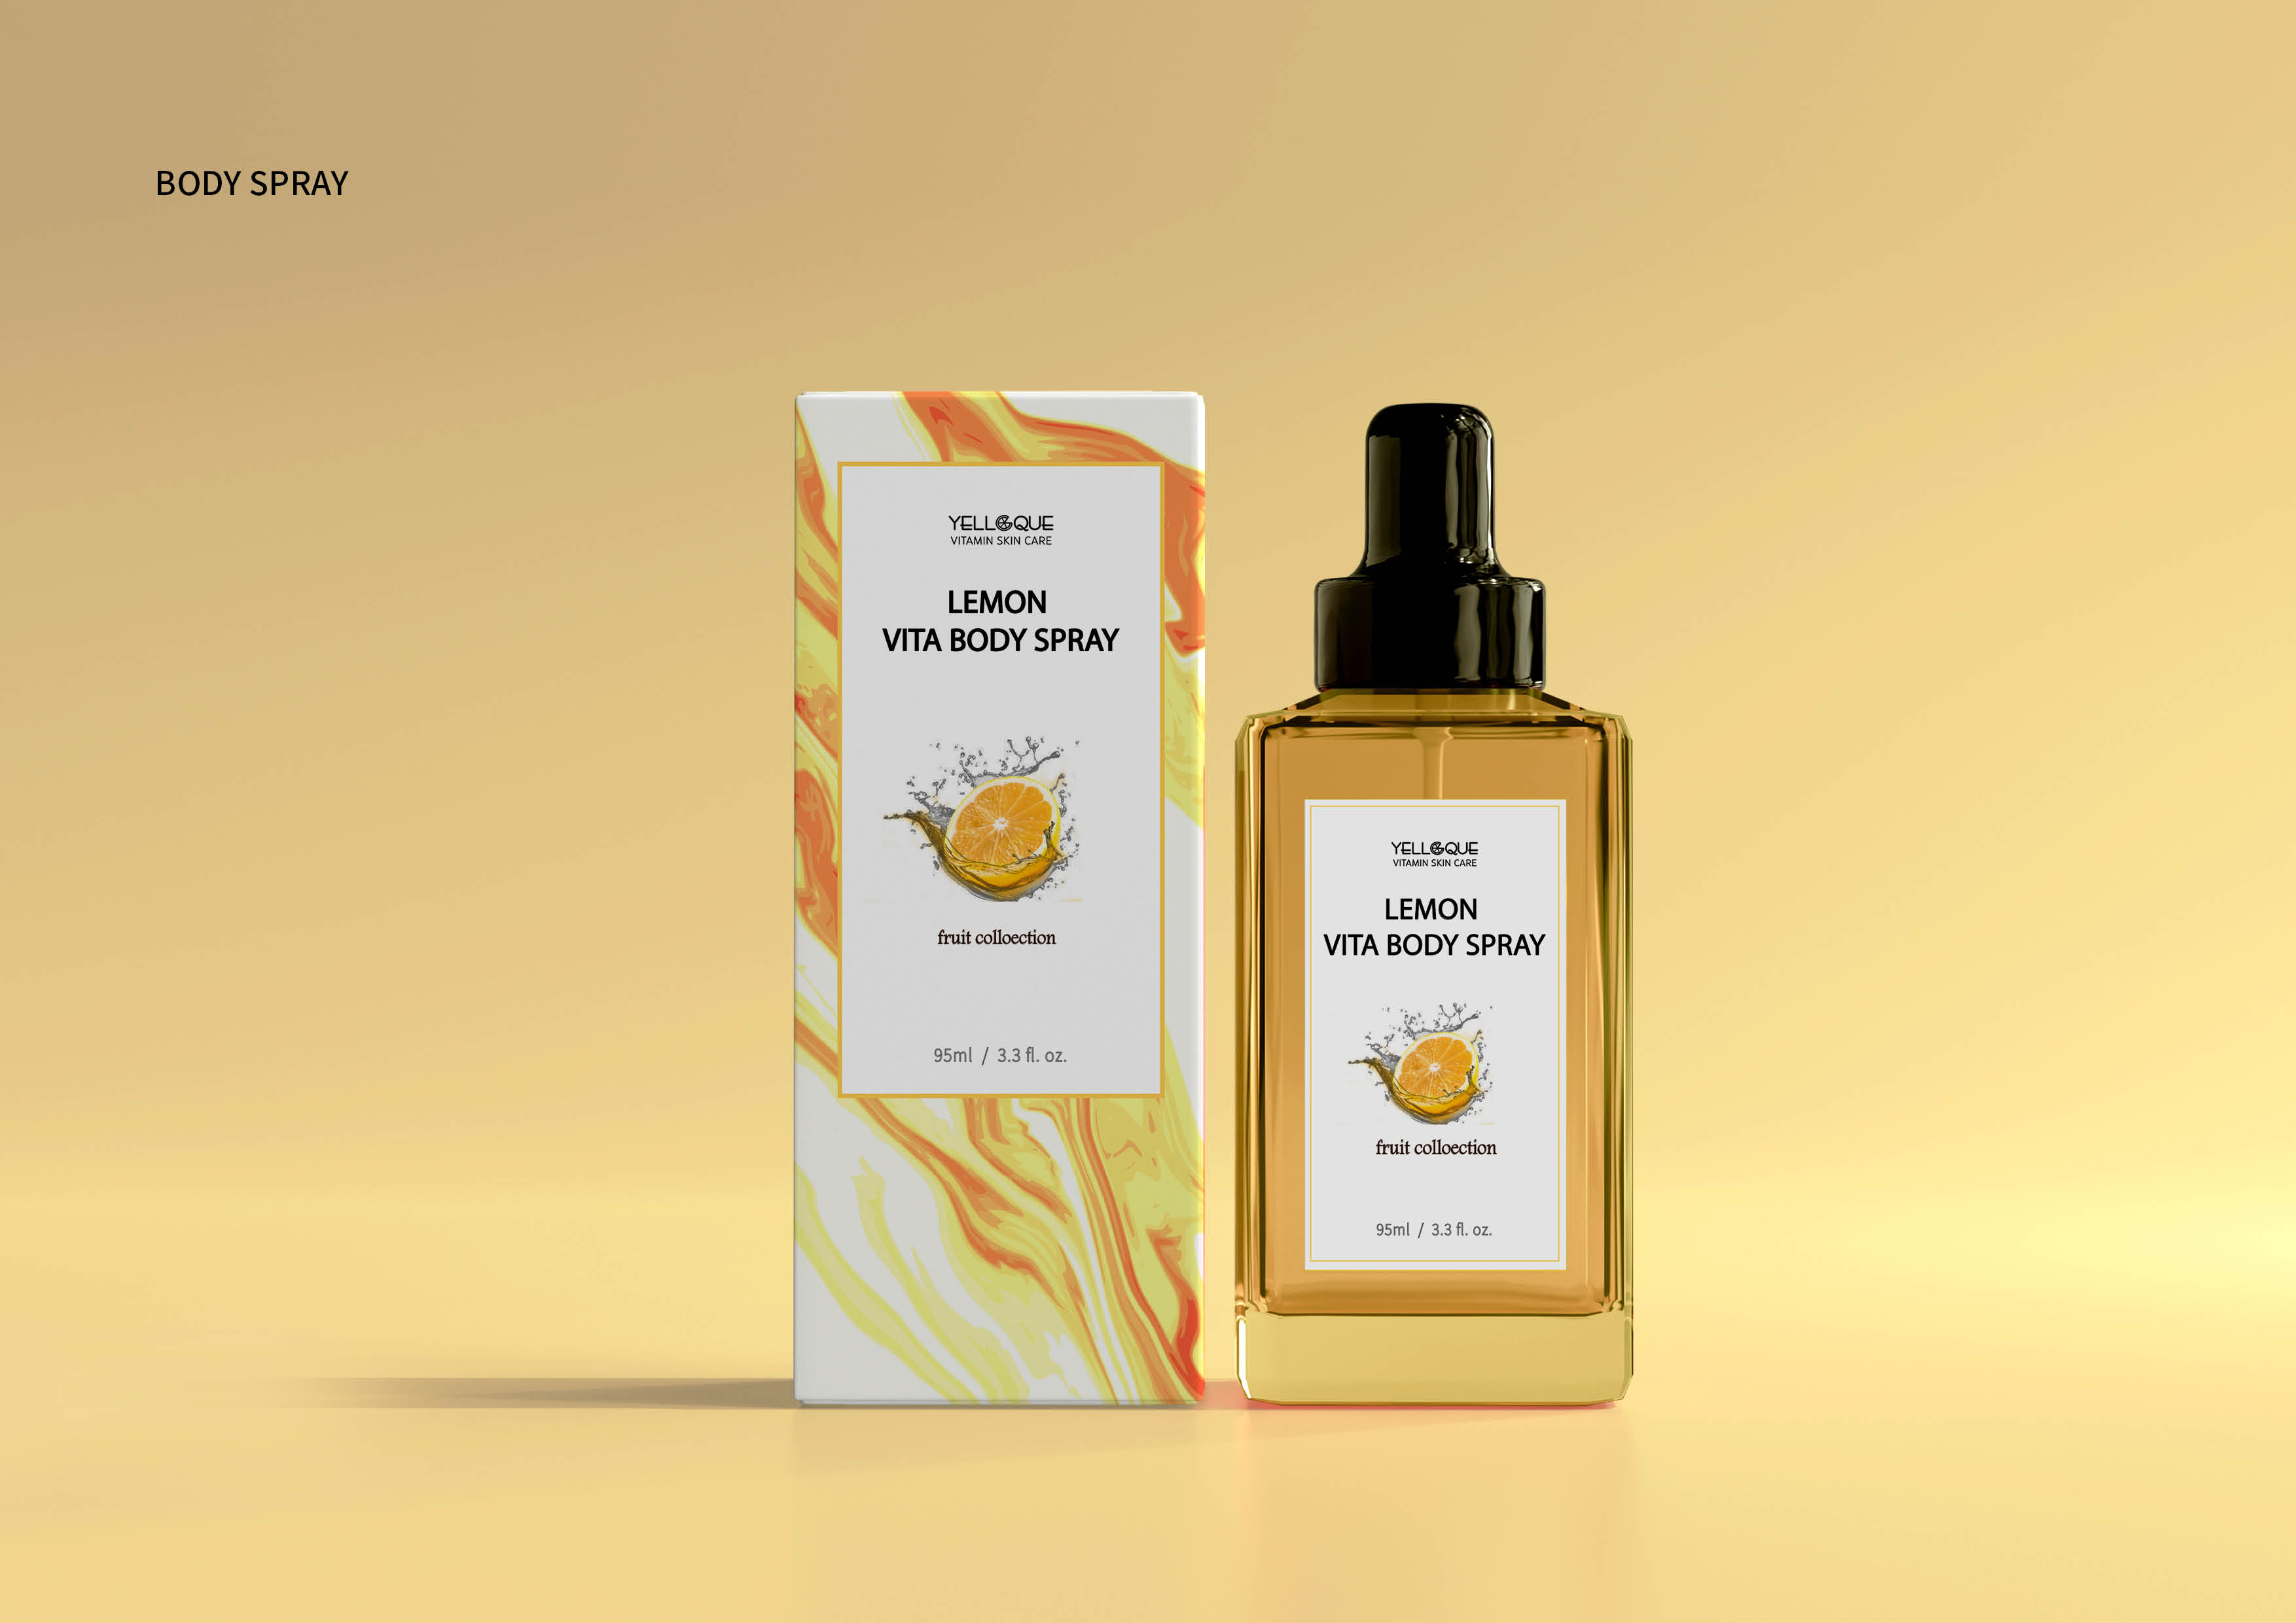 BODY SPRAY
YELLOQUE
VITAMIN SKIN CARE
LEMON
VITA BODY SPRAY
fruit colloection
95ml / 3.3 fl. oz.
YELLOQUE
VITAMIN SKIN CARE
LEMON
VITA BODY SPRAY
fruit colloection
95ml / 3.3 fl. oz.